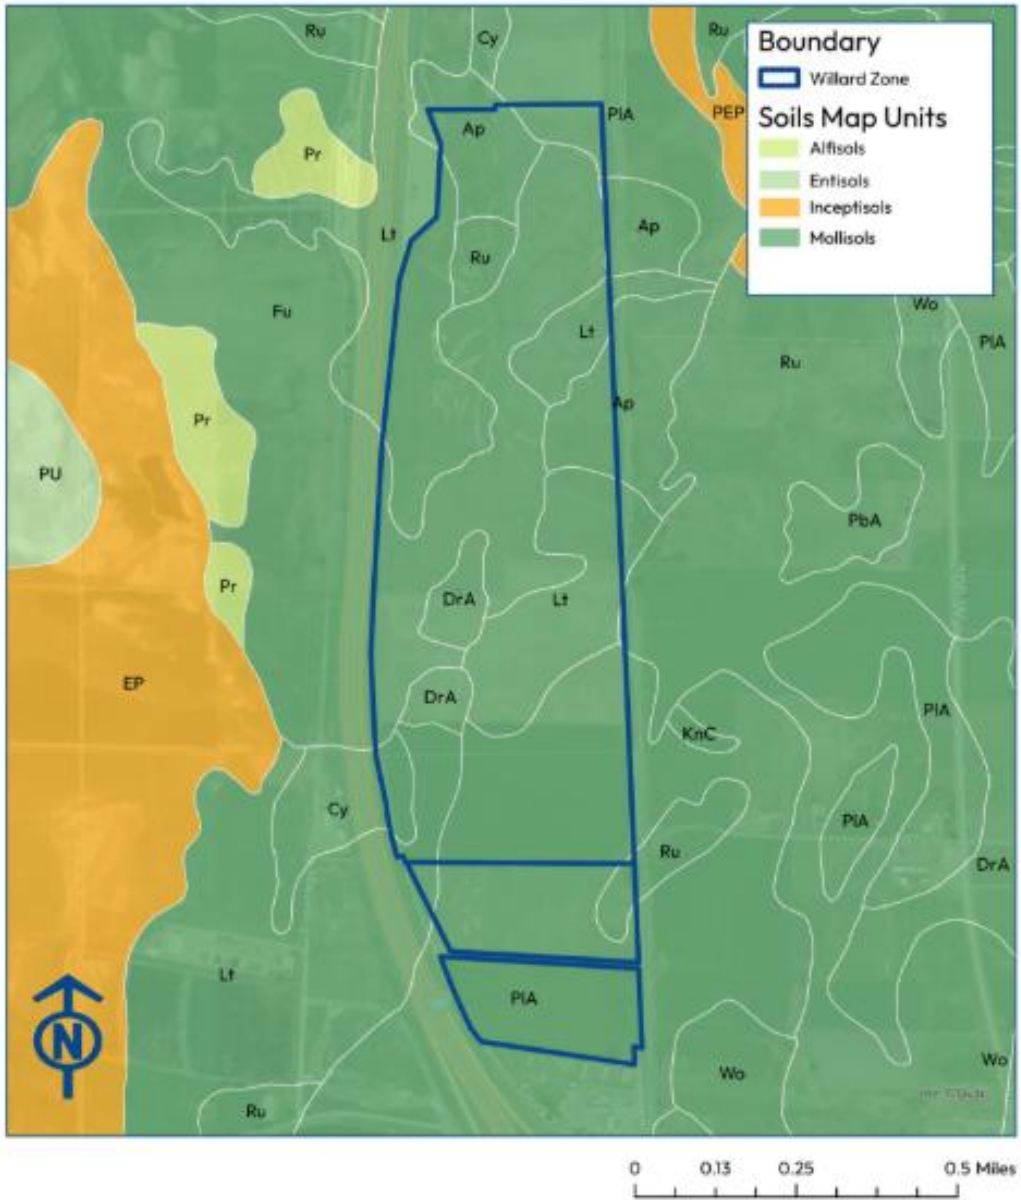 Ru
Cy
Ru
Boundary
Willard Zone
Soils Map Units
Alfisols
Entisols
Inceptisols
Mollisols
PEP
PlA
Ap
Pr
Lt
Ap
Ru
Fu
Wo
Lt
PlA
Ru
Ap
Pr
PU
PbA
Pr
DrA
Lt
EP
DrA
PlA
KnC
Cy
PlA
Ru
DrA
Lt
PlA
N
Wo
Wo
Ru
0 0.13 0.25 0.5 Miles